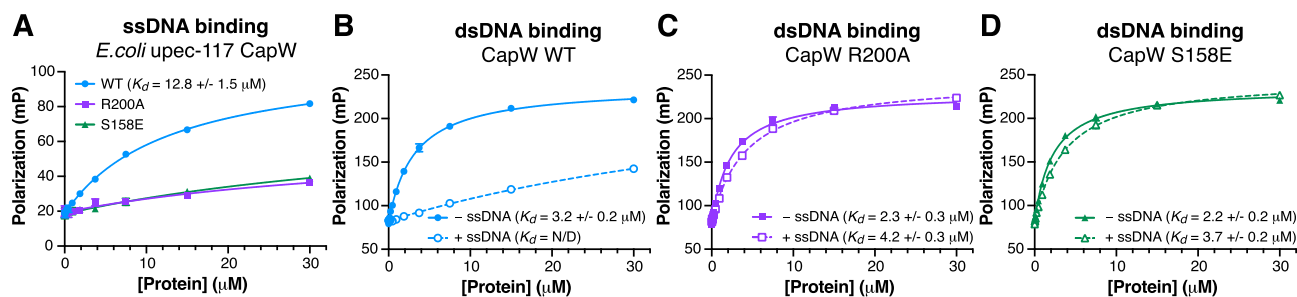 A
ssDNA binding
E.coli upec-117 CapW
Polarization (mP)
100
80
60
40
20
0
WT (Kd = 12.8 +/- 1.5 μM)
R200A
S158E
0
10
20
30
[Protein] (μM)
B
dsDNA binding
CapW WT
Polarization (mP)
250
200
150
100
50
– ssDNA (Kd = 3.2 +/- 0.2 μM)
+ ssDNA (Kd = N/D)
0
10
20
30
[Protein] (μM)
C
dsDNA binding
CapW R200A
Polarization (mP)
250
200
150
100
50
– ssDNA (Kd = 2.3 +/- 0.3 μM)
+ ssDNA (Kd = 4.2 +/- 0.3 μM)
0
10
20
30
[Protein] (μM)
D
dsDNA binding
CapW S158E
Polarization (mP)
250
200
150
100
50
– ssDNA (Kd = 2.2 +/- 0.2 μM)
+ ssDNA (Kd = 3.7 +/- 0.2 μM)
0
10
20
30
[Protein] (μM)